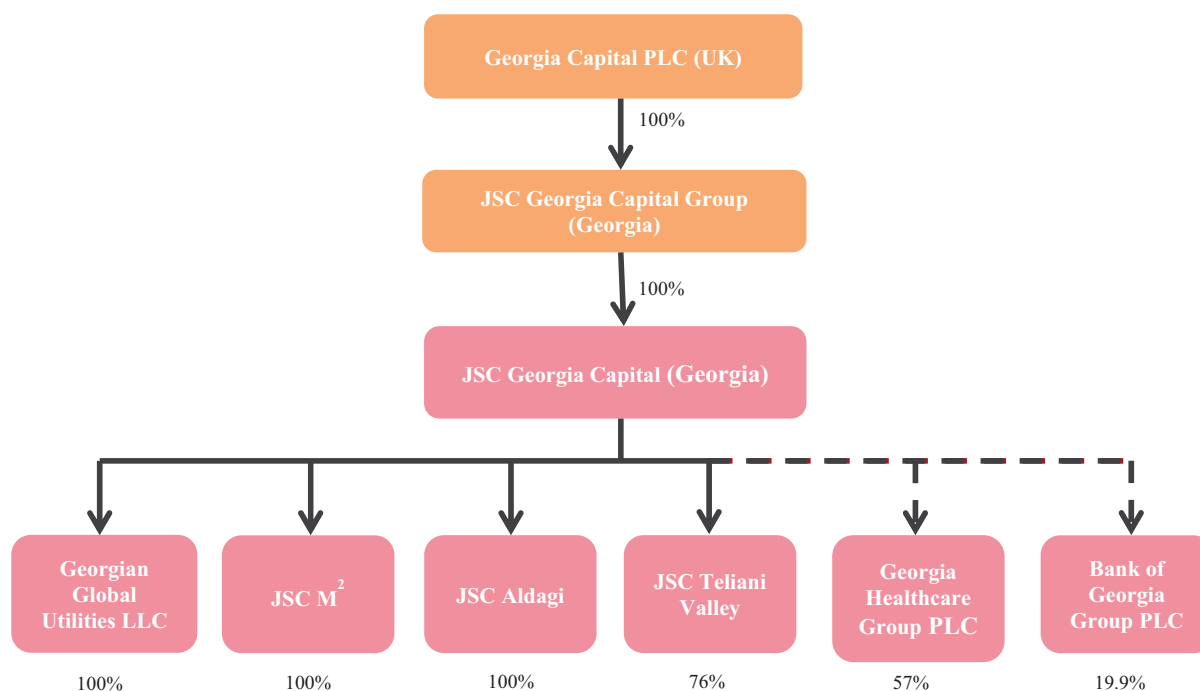 Georgia Capital PLC (UK)
100%
JSC Georgia Capital Group
(Georgia)
100%
JSC Georgia Capital (Georgia)
Georgian
Global
Utilities LLC
JSC M²
JSC Aldagi
JSC Teliani
Valley
Georgia
Healthcare
Group PLC
Bank of
Georgia
Group PLC
100%
100%
100%
76%
57%
19.9%